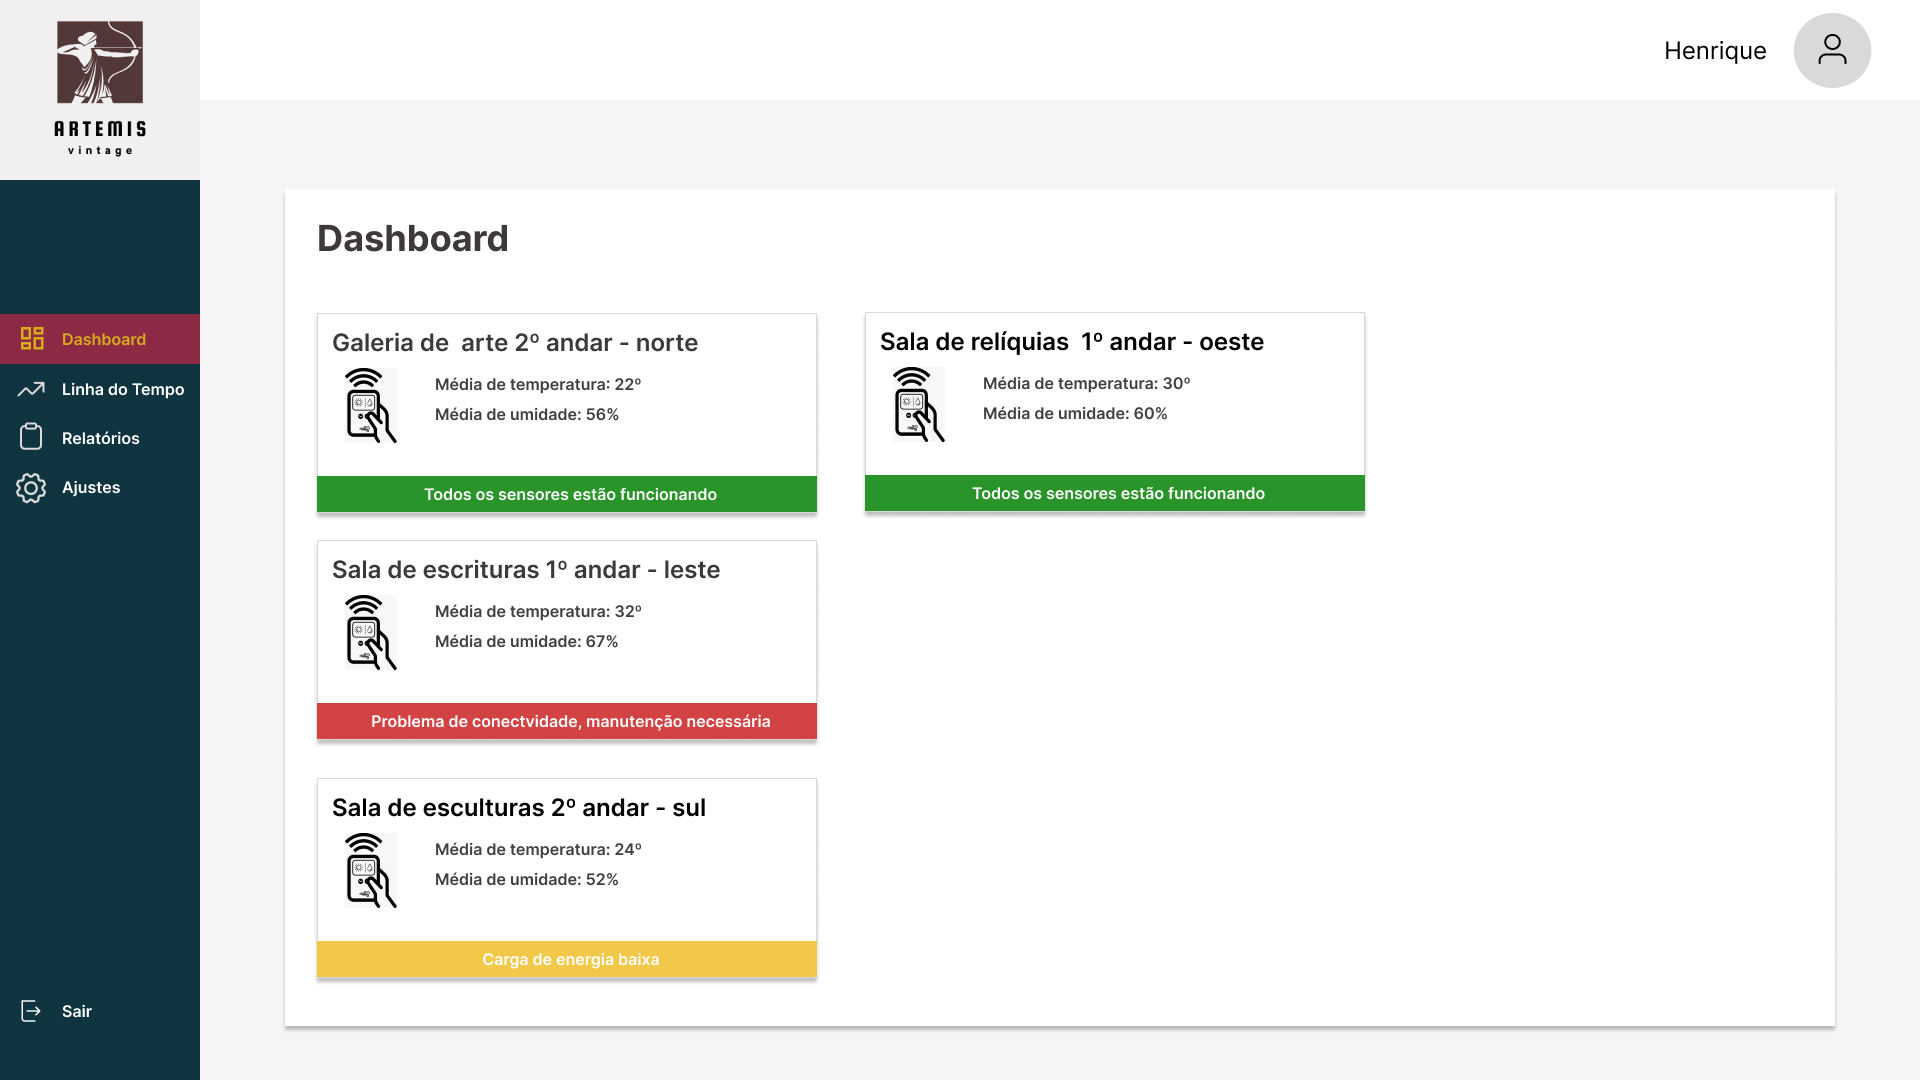 ARTEMIS
vintage
Henrique
Dashboard
Linha do Tempo
Relatórios
Ajustes
Sair
Dashboard
Galeria de  arte 2º andar - norte
Média de temperatura: 22º
Média de umidade: 56%
Todos os sensores estão funcionando
Sala de relíquias  1º andar - oeste
Média de temperatura: 30º
Média de umidade: 60%
Todos os sensores estão funcionando
Sala de escrituras 1º andar - leste
Média de temperatura: 32º
Média de umidade: 67%
Problema de conectvidade, manutenção necessária
Sala de esculturas 2º andar - sul
Média de temperatura: 24º
Média de umidade: 52%
Carga de energia baixa